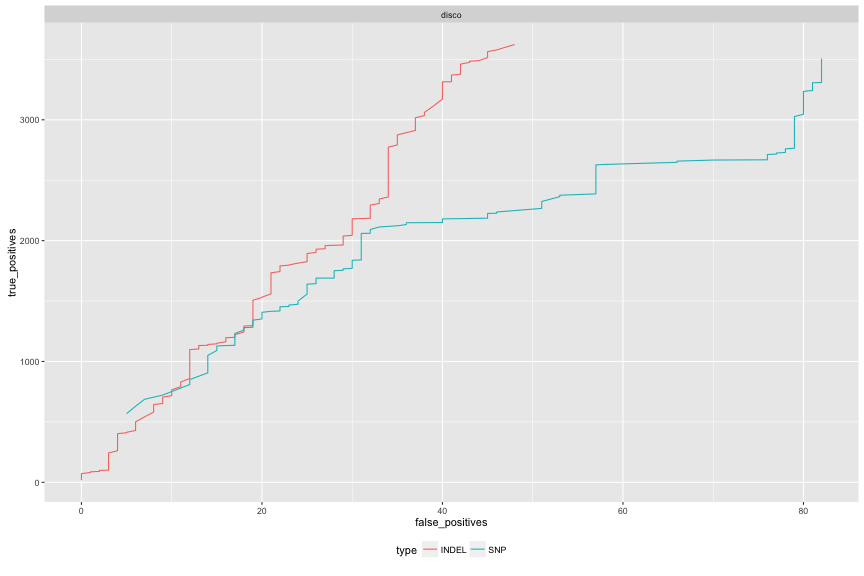 disco
3000
2000
1000
0
true_positives
0 20 40 60 80
false_positives
type INDEL SNP